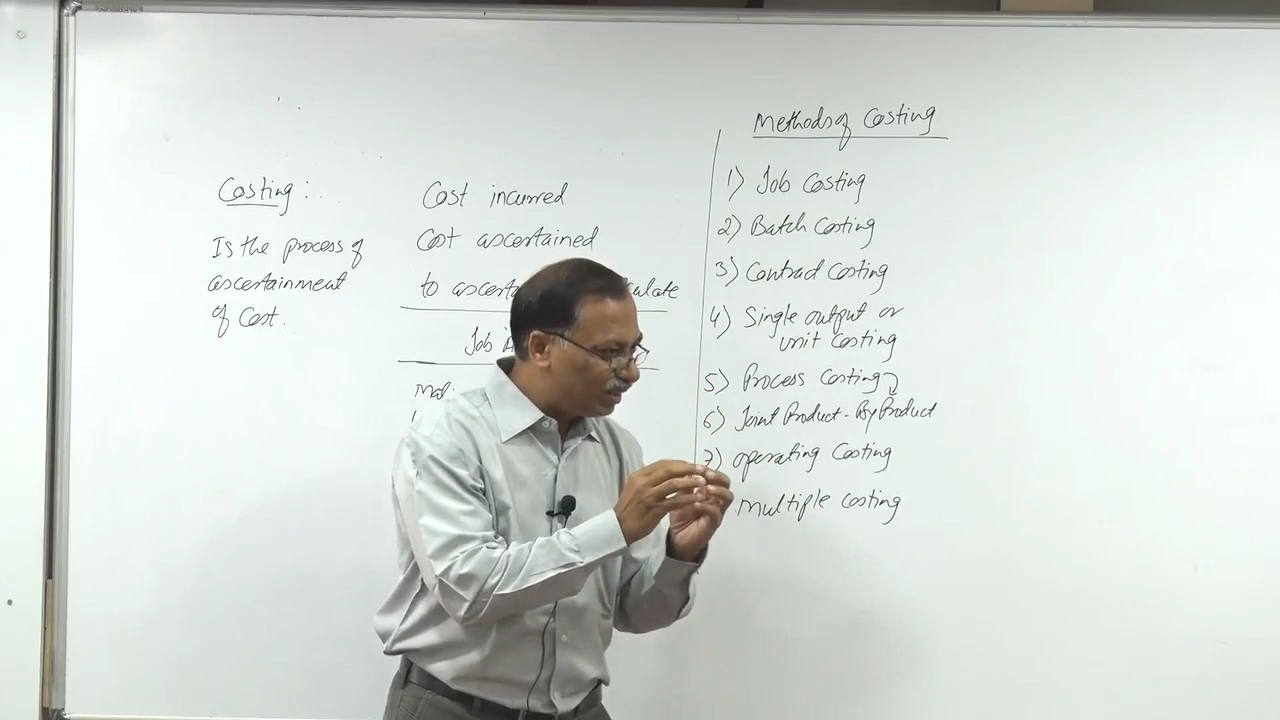 Costing :
Is the process of
ascertainment
of Cost.
Cost incurred
Cost ascertained
to
Job
Methods of Costing
1) Job Costing
2) Batch Costing
3) Contract Costing
4) Single output or
unit Costing
5) Process Costing
6) Joint Product - By Product
7) operating Costing
Multiple Costing